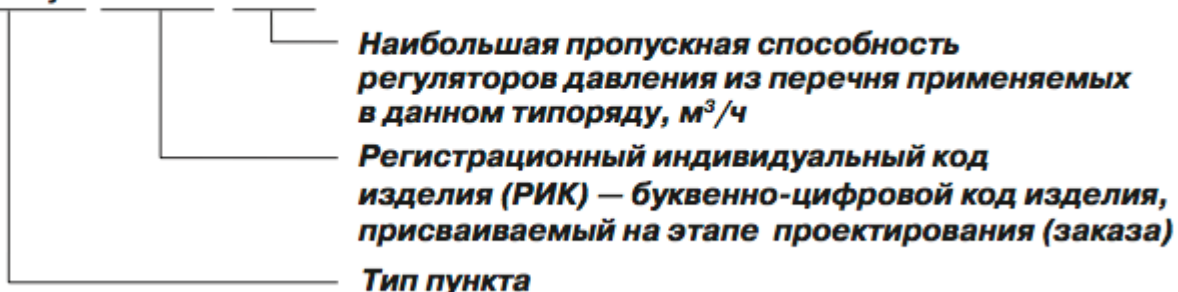 Наибольшая пропускная способность
регуляторов давления из перечня применяемых
в данном типоряду, м³/ч
Регистрационный индивидуальный код
изделия (РИК) — буквенно-цифровой код изделия,
присваиваемый на этапе проектирования (заказа)
Тип пункта